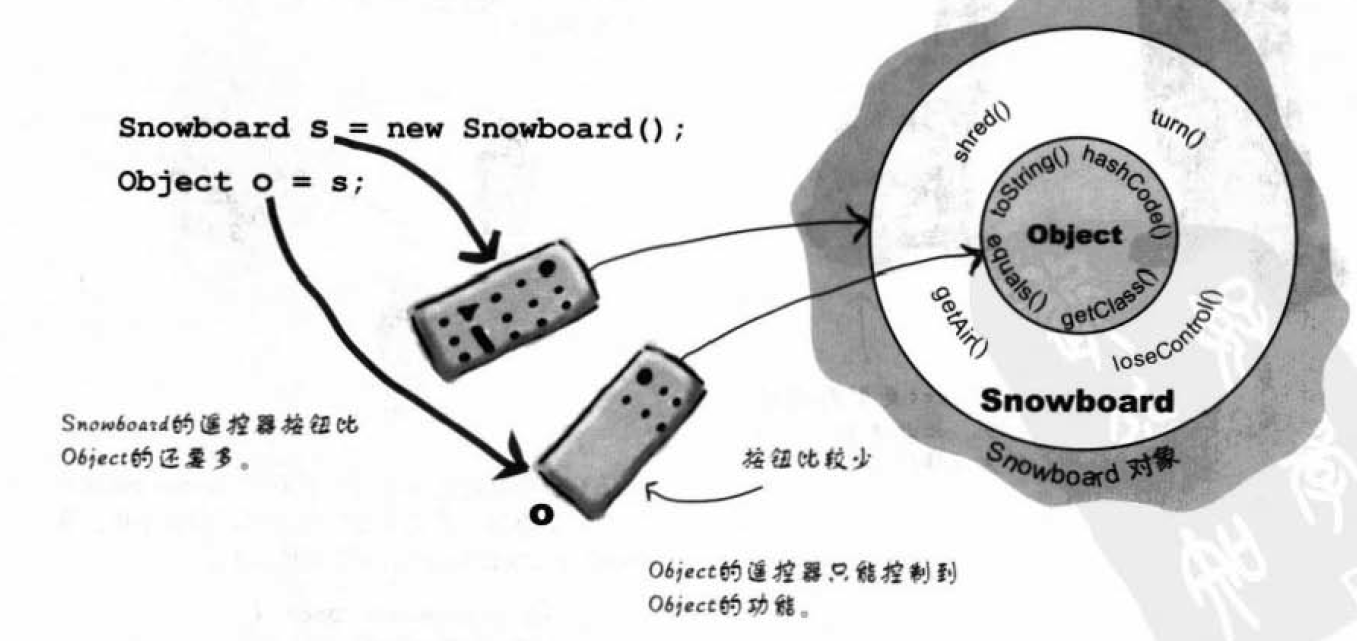 Snowboard s = new Snowboard();
Object o = s;
shred()
turn()
toString()
hashCode()
Object
equals()
getClass()
getAir()
loseControl()
Snowboard
Snowboard 对象
Snowboard的遥控器按钮比
Object的还要多。
按钮比较少
o
Object的遥控器只能控制到
Object的功能。